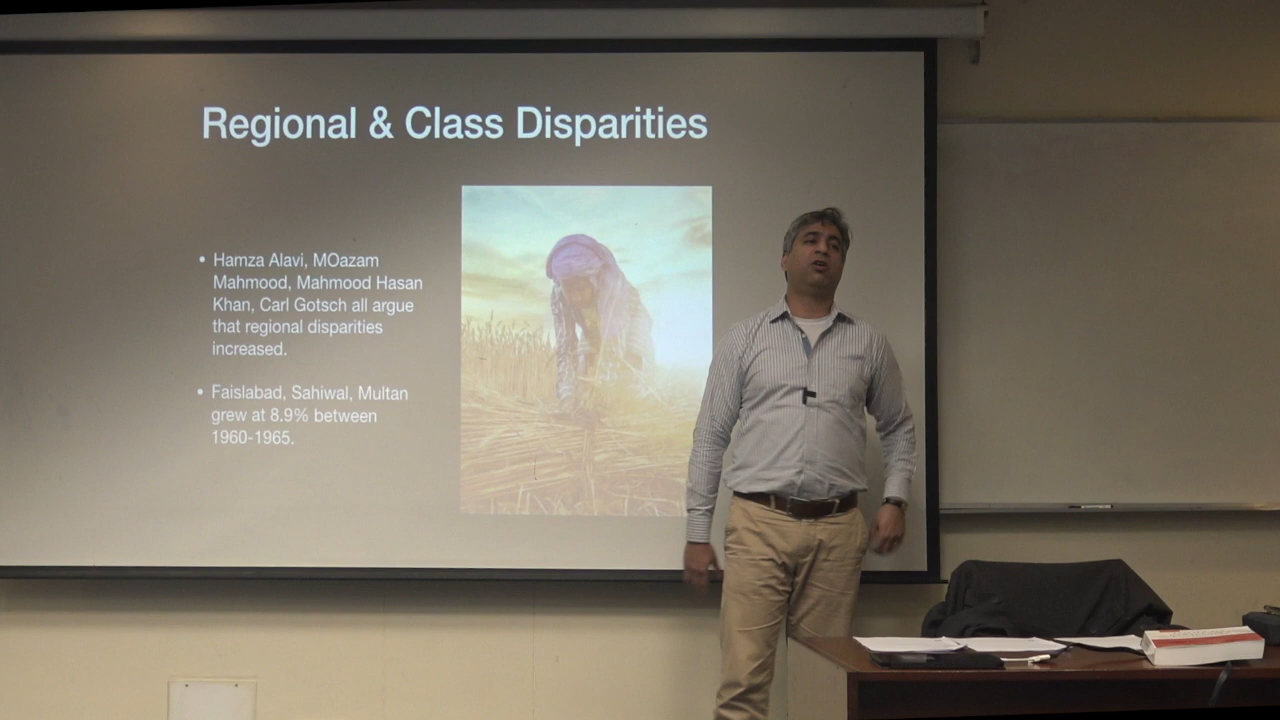 Regional & Class Disparities
• Hamza Alavi, MOazam
Mahmood, Mahmood Hasan
Khan, Carl Gotsch all argue
that regional disparities
increased.
• Faislabad, Sahiwal, Multan
grew at 8.9% between
1960-1965.